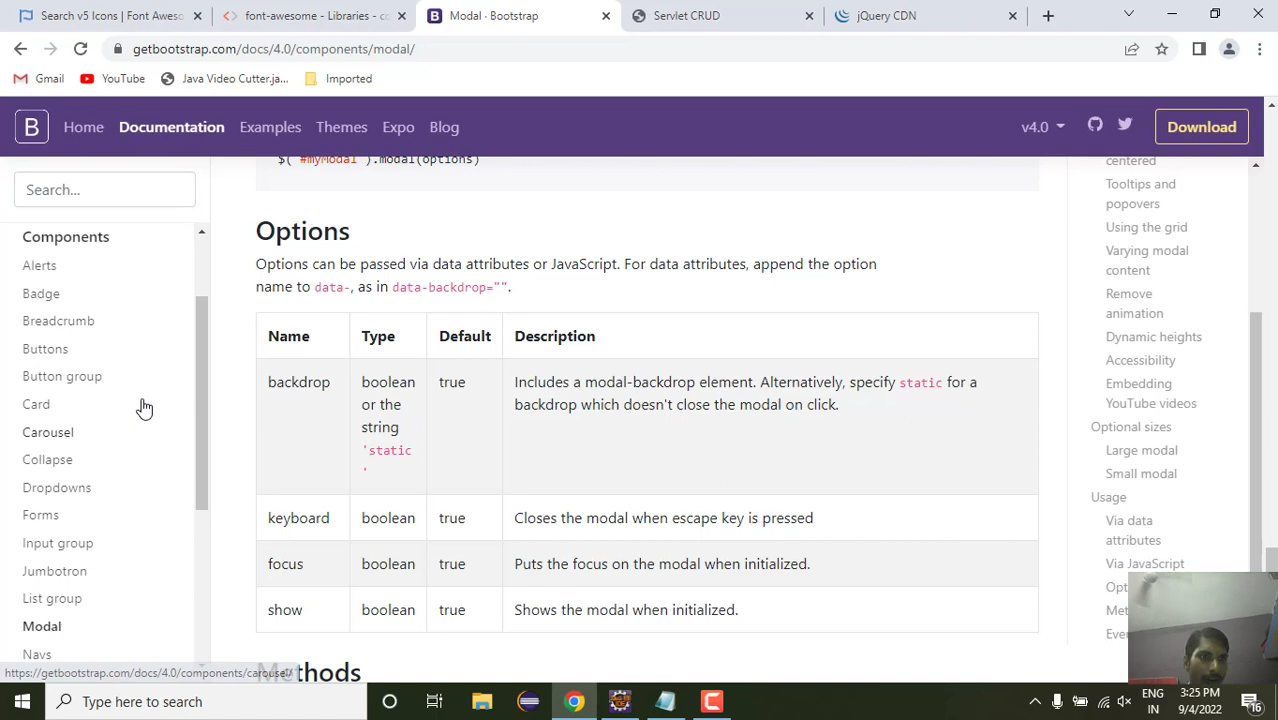 Search v5 Icons | Font Aweso
font-awesome - Libraries - c
Modal · Bootstrap
Servlet CRUD
jQuery CDN
getbootstrap.com/docs/4.0/components/modal/
Gmail
YouTube
Java Video Cutter.ja...
Imported
B
Home
Documentation
Examples
Themes
Expo
Blog
v4.0
Download
Search...
Components
Alerts
Badge
Breadcrumb
Buttons
Button group
Card
Carousel
Collapse
Dropdowns
Forms
Input group
Jumbotron
List group
Modal
Navs
$('#myModal').modal(options)
Options
Options can be passed via data attributes or JavaScript. For data attributes, append the option
name to data-, as in data-backdrop="".
Name Type Default Description
backdrop boolean true Includes a modal-backdrop element. Alternatively, specify static for a
or the backdrop which doesn't close the modal on click.
string
'static
'
keyboard boolean true Closes the modal when escape key is pressed
focus boolean true Puts the focus on the modal when initialized.
show boolean true Shows the modal when initialized.
centered
Tooltips and
popovers
Using the grid
Varying modal
content
Remove
animation
Dynamic heights
Accessibility
Embedding
YouTube videos
Optional sizes
Large modal
Small modal
Usage
Via data
attributes
Via JavaScript
https://getbootstrap.com/docs/4.0/components/carousel/
Methods
Type here to search
ENG
IN
3:25 PM
9/4/2022
16